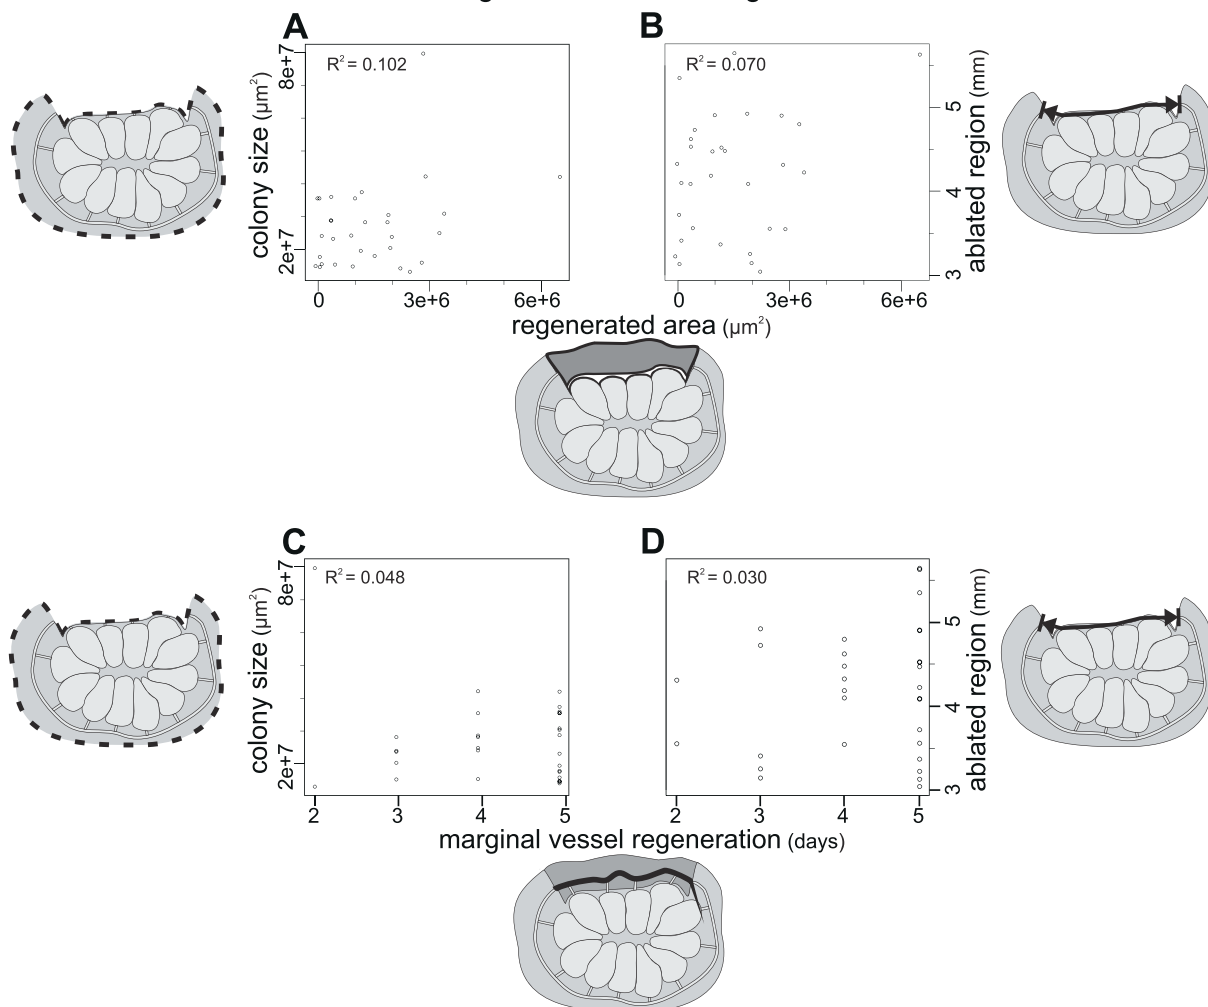 A
B
R² = 0.102
R² = 0.070
colony size (µm²)
8e+7
2e+7
5
4
3
ablated region (mm)
0 3e+6 6e+6
0 3e+6 6e+6
regenerated area (µm²)
C
D
R² = 0.048
R² = 0.030
colony size (µm²)
8e+7
2e+7
5
4
3
ablated region (mm)
2 3 4 5
2 3 4 5
marginal vessel regeneration (days)